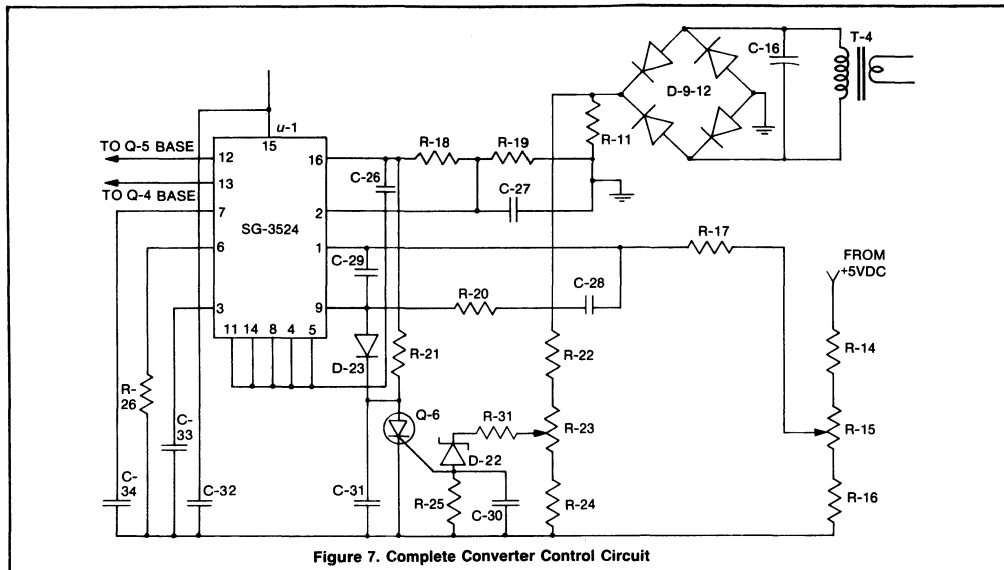 T-4
C-16
D-9-12
u-1
15
TO Q-5 BASE
12
16
R-18
R-19
R-11
TO Q-4 BASE
13
C-26
7
2
C-27
SG-3524
R-17
6
1
FROM
+5VDC
C-29
R-20
C-28
3
9
11 14 8 4 5
D-23
R-21
R-22
R-14
R-
26
Q-6
R-31
R-23
R-15
C-
33
D-22
C-
34
C-32
C-31
R-25
C-30
R-24
R-16
Figure 7. Complete Converter Control Circuit